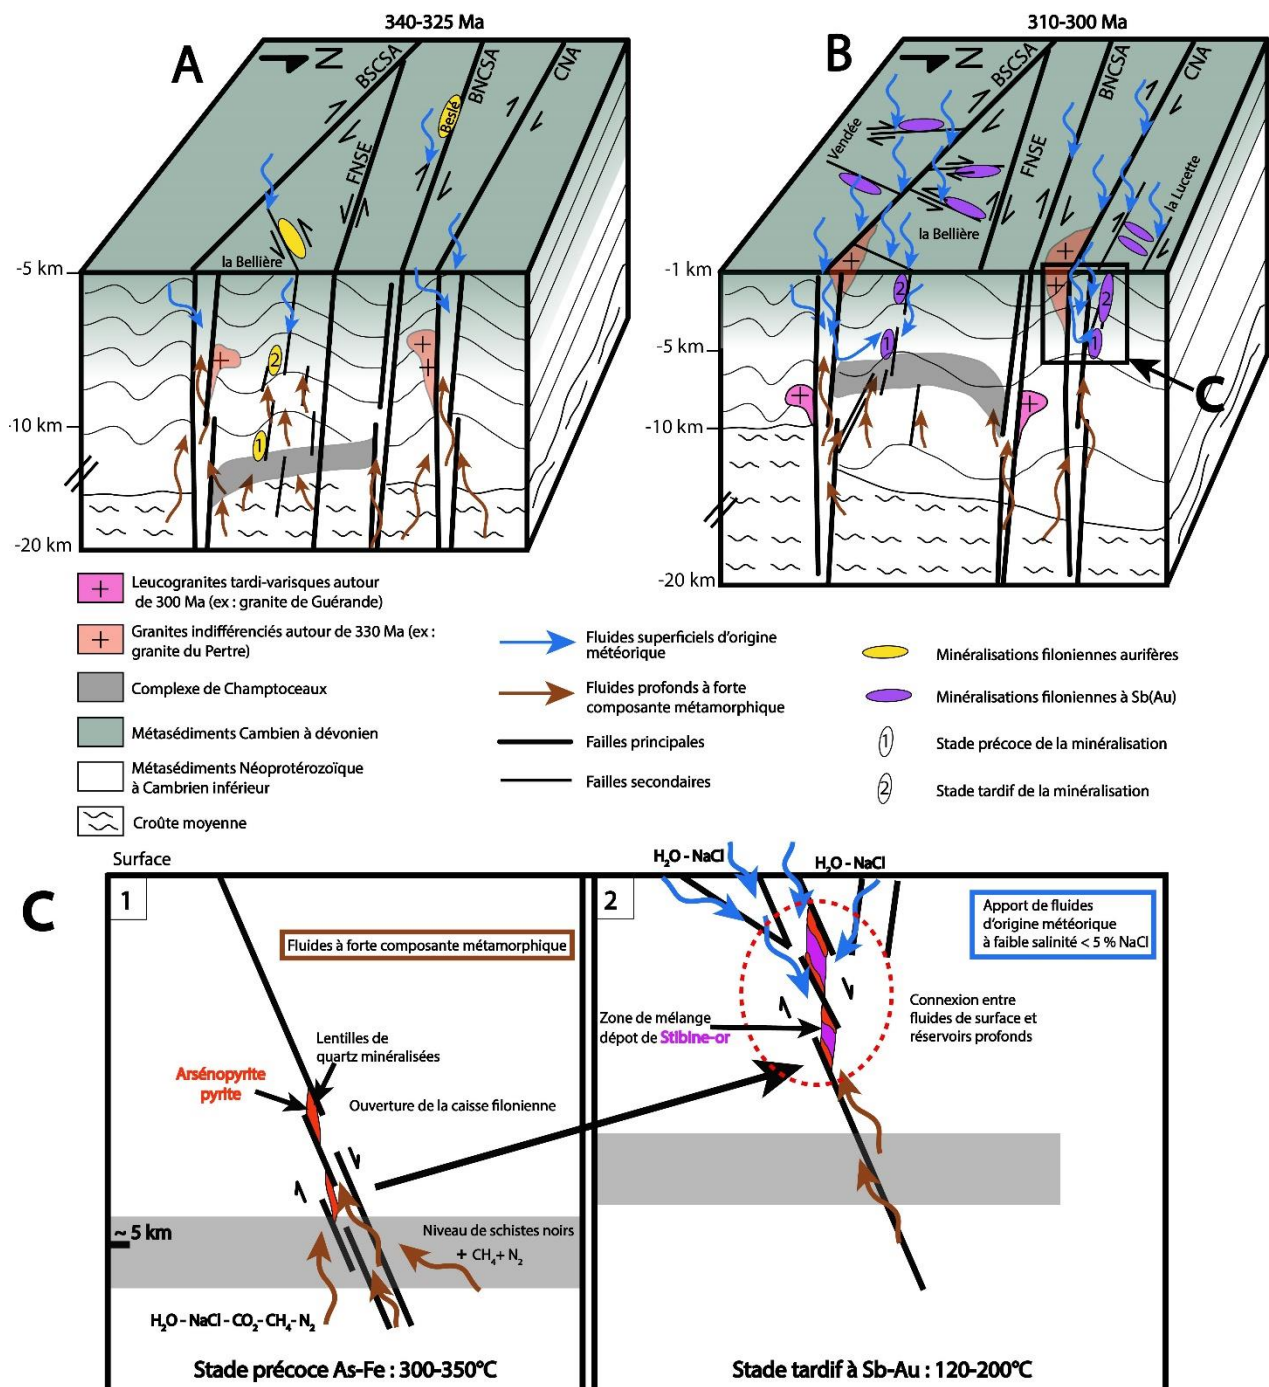 340-325 Ma
A
N
BSCSA
BNCSA
CNA
Beslé
FNSE
la Bellière
-5 km
-10 km
-20 km
2
1
310-300 Ma
B
N
BSCSA
BNCSA
CNA
FNSE
Vendée
la Bellière
la Lucette
-1 km
-5 km
-10 km
-20 km
2
1
2
1
C
Leucogranites tardi-varisques autour
de 300 Ma (ex : granite de Guérande)
Granites indifférenciés autour de 330 Ma (ex :
granite du Pertre)
Complexe de Champtoceaux
Métasédiments Cambien à dévonien
Métasédiments Néoprotérozoïque
à Cambrien inférieur
Croûte moyenne
Fluides superficiels d'origine
météorique
Fluides profonds à forte
composante métamorphique
Failles principales
Failles secondaires
Minéralisations filoniennes aurifères
Minéralisations filoniennes à Sb(Au)
1
Stade précoce de la minéralisation
2
Stade tardif de la minéralisation
C
Surface
1
Fluides à forte composante métamorphique
Lentilles de
quartz minéralisées
Arsénopyrite
pyrite
Ouverture de la caisse filonienne
~ 5 km
Niveau de schistes noirs
+ CH₄+ N₂
H₂O - NaCl - CO₂- CH₄- N₂
Stade précoce As-Fe : 300-350°C
2
H₂O - NaCl
H₂O - NaCl
Apport de fluides
d'origine météorique
à faible salinité < 5 % NaCl
Zone de mélange
dépot de Stibine-or
Connexion entre
fluides de surface et
réservoirs profonds
Stade tardif à Sb-Au : 120-200°C